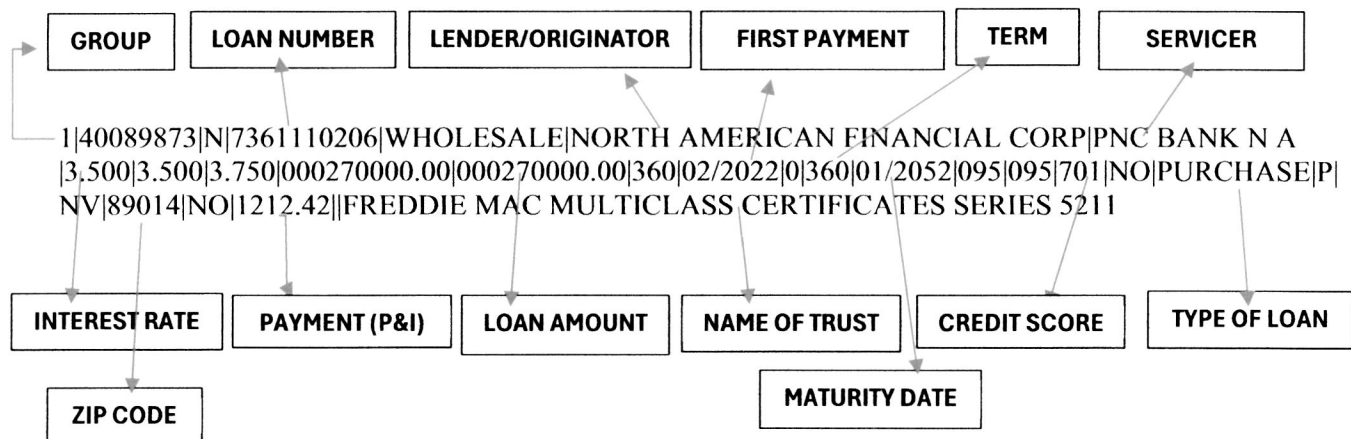 GROUP LOAN NUMBER LENDER/ORIGINATOR FIRST PAYMENT TERM SERVICER
1|40089873|N|7361110206|WHOLESALE|NORTH AMERICAN FINANCIAL CORP|PNC BANK N A
|3.500|3.500|3.750|000270000.00|000270000.00|360|02/2022|0|360|01/2052|095|095|701|NO|PURCHASE|P|
NV|89014|NO|1212.42||FREDDIE MAC MULTICLASS CERTIFICATES SERIES 5211
INTEREST RATE PAYMENT (P&I) LOAN AMOUNT NAME OF TRUST CREDIT SCORE TYPE OF LOAN
ZIP CODE MATURITY DATE